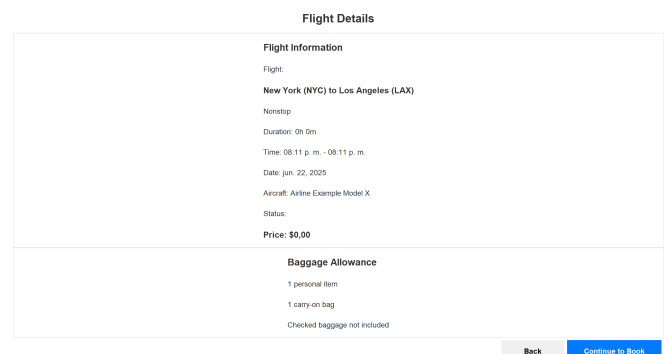 Flight Details
Flight Information
Flight:
New York (NYC) to Los Angeles (LAX)
Nonstop
Duration: 0h 0m
Time: 08:11 p. m. - 08:11 p. m.
Date: jun. 22, 2025
Aircraft: Airline Example Model X
Status:
Price: $0,00
Baggage Allowance
1 personal item
1 carry-on bag
Checked baggage not included
Back
Continue to Book